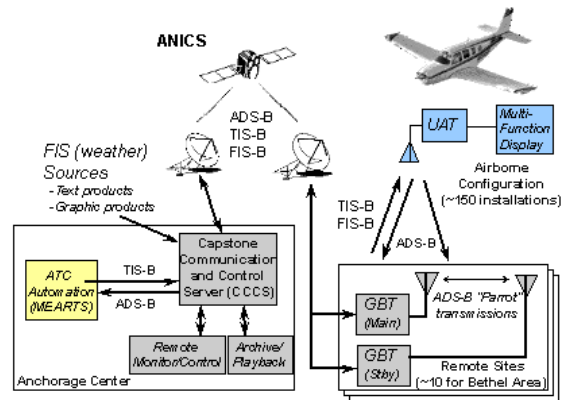 ANICS
ADS-B
TIS-B
FIS-B
FIS (weather)
Sources
- Text products
- Graphic products
UAT
Multi-
Function
Display
Airborne
Configuration
(~150 installations)
TIS-B
FIS-B
ADS-B
Capstone
Communication
and Control
Server (CCCS)
ATC
Automation
(MEARTS)
TIS-B
ADS-B
Remote
Monitor/Control
Archive/
Playback
Anchorage Center
GBT
(Main)
ADS-B "Parrot"
transmissions
GBT
(Stby)
Remote Sites
(~10 for Bethel Area)